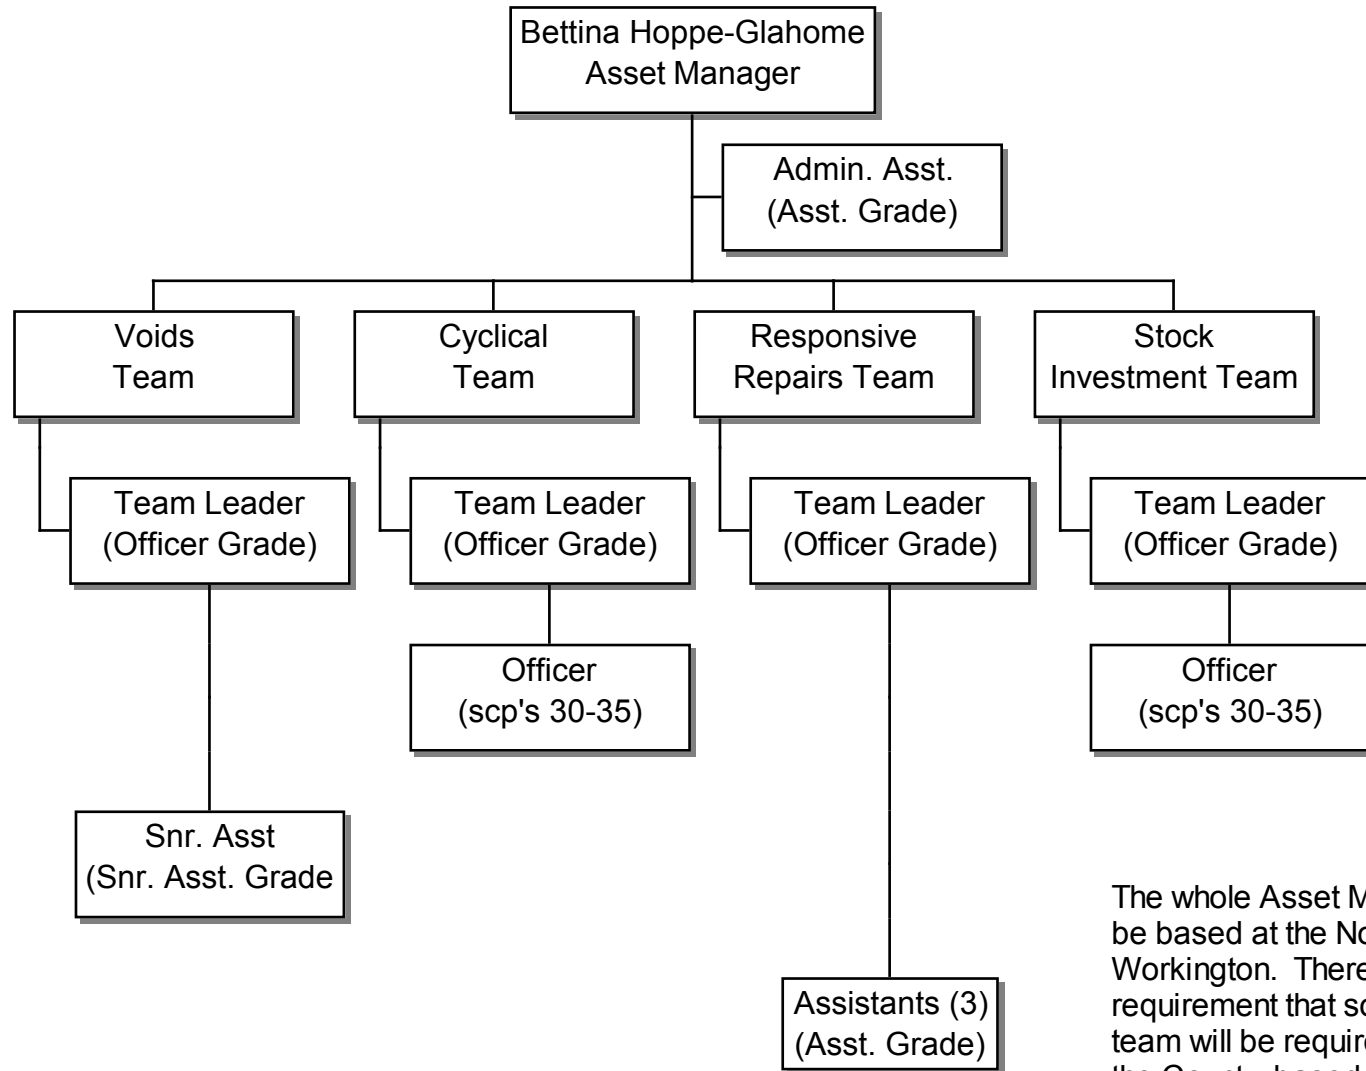 Bettina Hoppe-Glahome
Asset Manager
Admin. Asst.
(Asst. Grade)
Voids
Team
Cyclical
Team
Responsive
Repairs Team
Stock
Investment Team
Team Leader
(Officer Grade)
Team Leader
(Officer Grade)
Team Leader
(Officer Grade)
Team Leader
(Officer Grade)
Officer
(scp's 30-35)
Officer
(scp's 30-35)
Snr. Asst
(Snr. Asst. Grade
Assistants (3)
(Asst. Grade)
The whole Asset
be based at the
Workington. There
requirement that
team will be
the County based